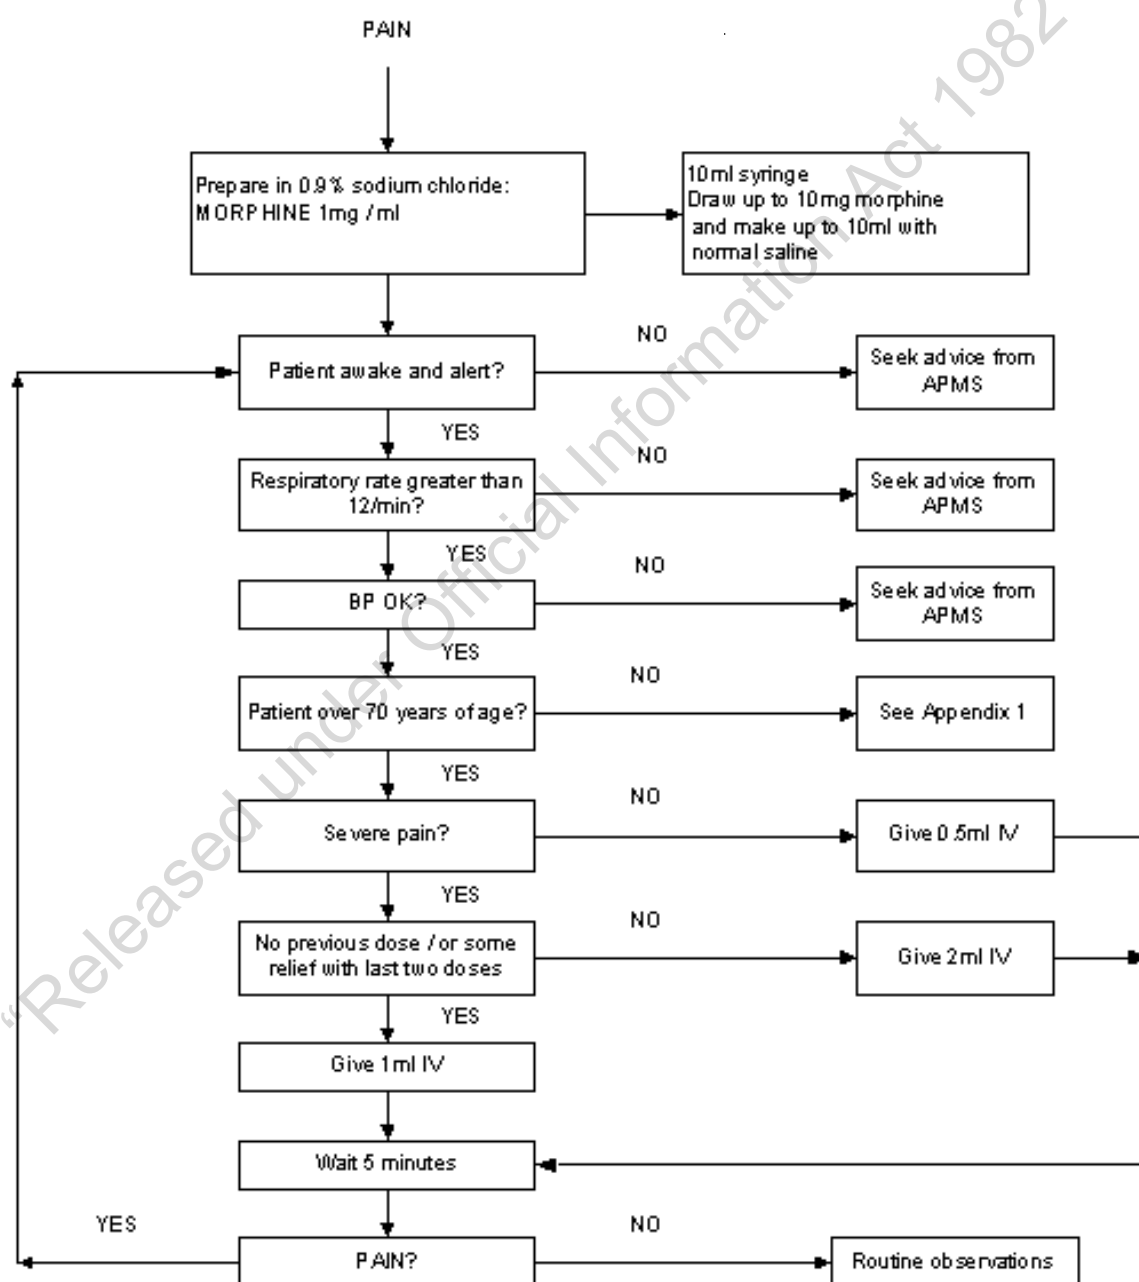 PAIN
Prepare in 0.9% sodium chloride:
MORPHINE 1mg / ml
10ml syringe
Draw up to 10mg morphine
and make up to 10ml with
normal saline
NO
Patient awake and alert?
Seek advice from
APMS
YES
NO
Respiratory rate greater than
12/min?
Seek advice from
APMS
YES
NO
BP OK?
Seek advice from
APMS
YES
NO
Patient over 70 years of age?
See Appendix 1
YES
NO
Severe pain?
Give 0.5ml IV
YES
NO
No previous dose / or some
relief with last two doses
Give 2ml IV
YES
Give 1ml IV
Wait 5 minutes
YES
NO
PAIN?
Routine observations
“Released under Official Information Act 1982